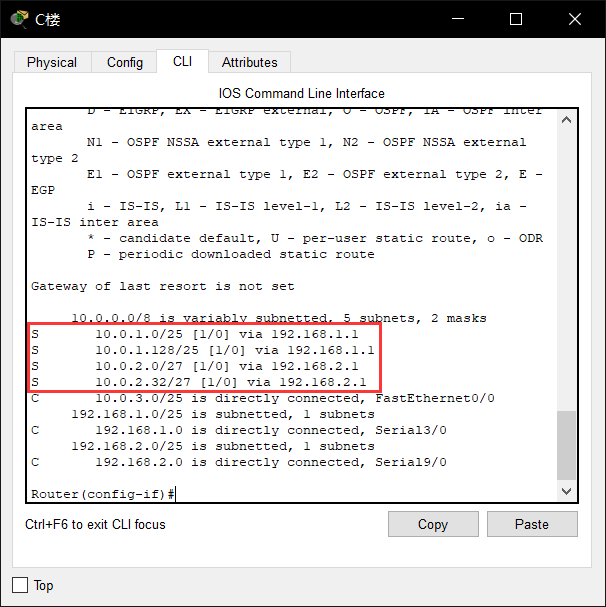 C楼
Physical Config CLI Attributes
IOS Command Line Interface
D - EIGRP, EX - EIGRP external, O - OSPF, IA - OSPF inter
area
N1 - OSPF NSSA external type 1, N2 - OSPF NSSA external
type 2
E1 - OSPF external type 1, E2 - OSPF external type 2, E -
EGP
i - IS-IS, L1 - IS-IS level-1, L2 - IS-IS level-2, ia -
IS-IS inter area
* - candidate default, U - per-user static route, o - ODR
P - periodic downloaded static route
Gateway of last resort is not set
10.0.0.0/8 is variably subnetted, 5 subnets, 2 masks
S 10.0.1.0/25 [1/0] via 192.168.1.1
S 10.0.1.128/25 [1/0] via 192.168.1.1
S 10.0.2.0/27 [1/0] via 192.168.2.1
S 10.0.2.32/27 [1/0] via 192.168.2.1
C 10.0.3.0/25 is directly connected, FastEthernet0/0
192.168.1.0/25 is subnetted, 1 subnets
C 192.168.1.0 is directly connected, Serial3/0
192.168.2.0/25 is subnetted, 1 subnets
C 192.168.2.0 is directly connected, Serial9/0
Router(config-if)#
Ctrl+F6 to exit CLI focus
Copy
Paste
Top